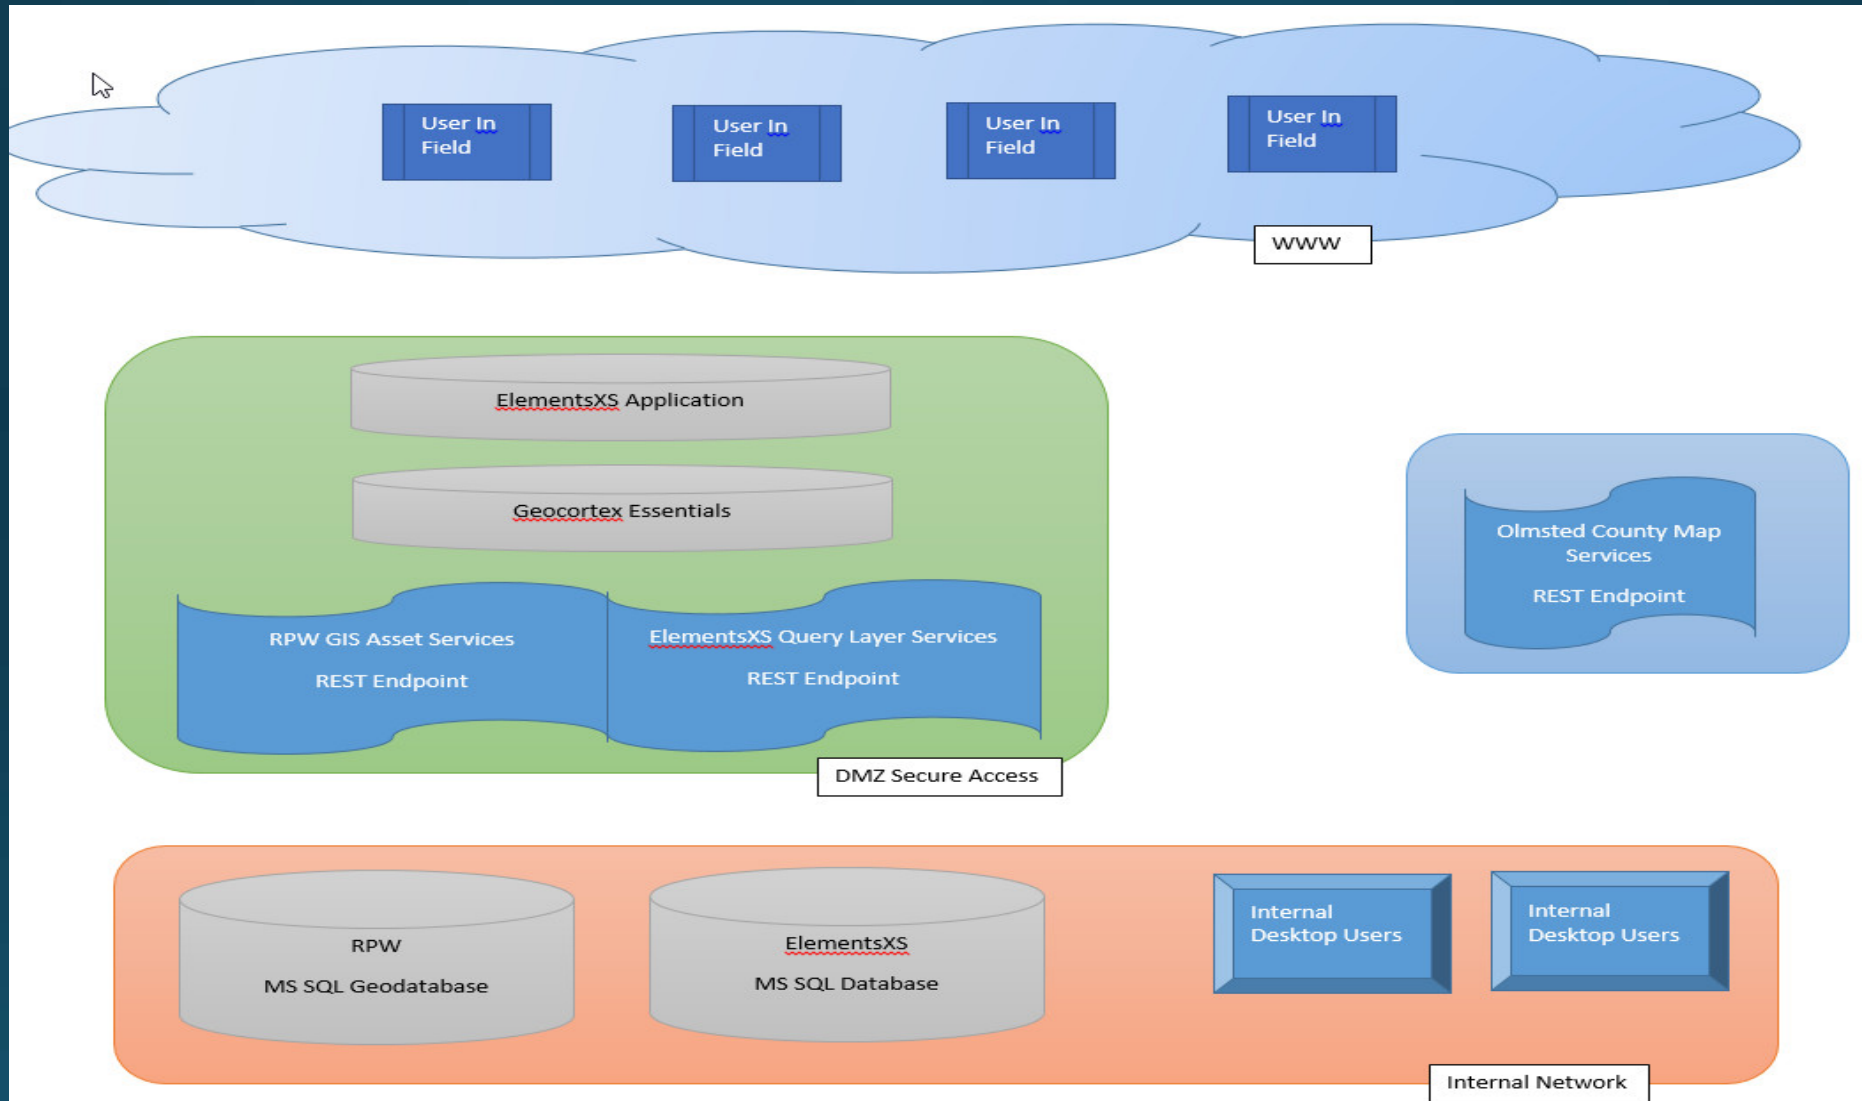 User In
Field
User In
Field
User In
Field
User In
Field
WWW
ElementsXS Application
Geocortex Essentials
RPW GIS Asset Services
REST Endpoint
ElementsXS Query Layer Services
REST Endpoint
DMZ Secure Access
Olmsted County Map
Services
REST Endpoint
RPW
MS SQL Geodatabase
ElementsXS
MS SQL Database
Internal
Desktop Users
Internal
Desktop Users
Internal Network